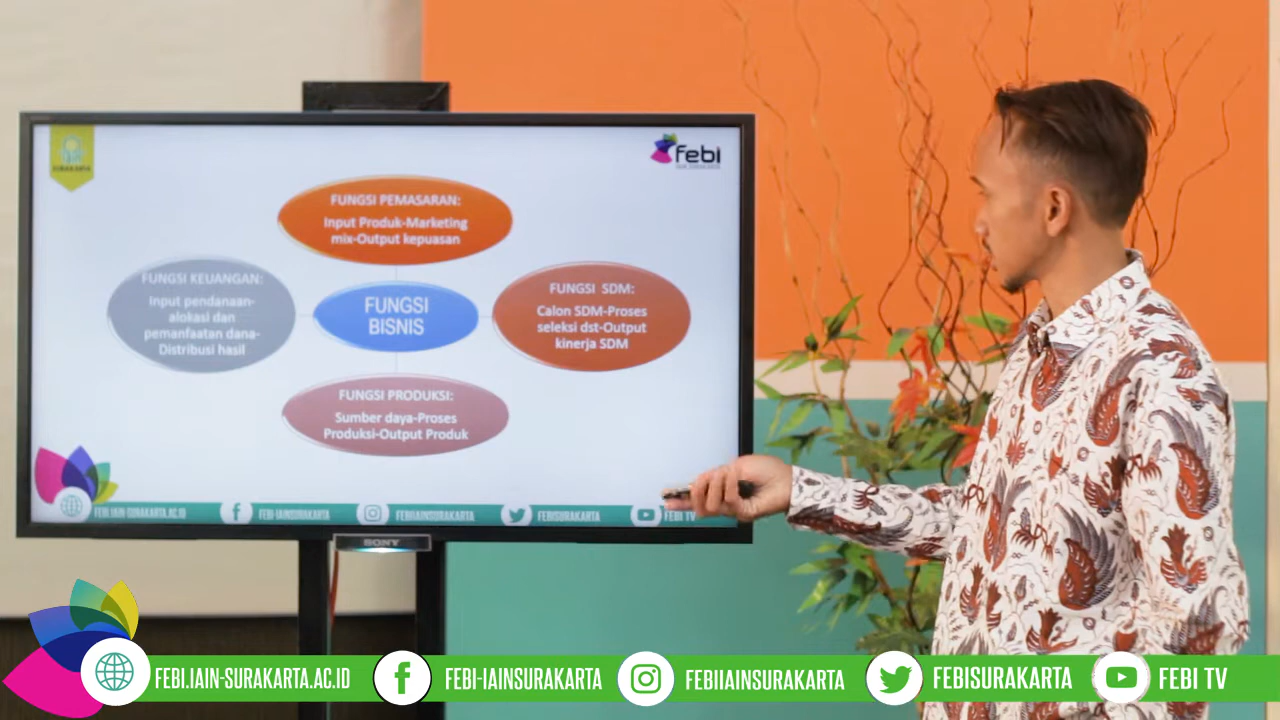 SURAKARTA
febi
FUNGSI PEMASARAN:
Input Produk-Marketing
mix-Output kepuasan
FUNGSI KEUANGAN:
Input pendanaan-
alokasi dan
pemanfaatan dana-
Distribusi hasil
FUNGSI
BISNIS
FUNGSI SDM:
Calon SDM-Proses
seleksi dst-Output
kinerja SDM
FUNGSI PRODUKSI:
Sumber daya-Proses
Produksi-Output Produk
FEBI.IAIN-SURAKARTA.AC.ID
FEBI-IAINSURAKARTA
FEBIIAINSURAKARTA
FEBISURAKARTA
FEBI TV
SONY
FEBI.IAIN-SURAKARTA.AC.ID
FEBI-IAINSURAKARTA
FEBIIAINSURAKARTA
FEBISURAKARTA
FEBI TV